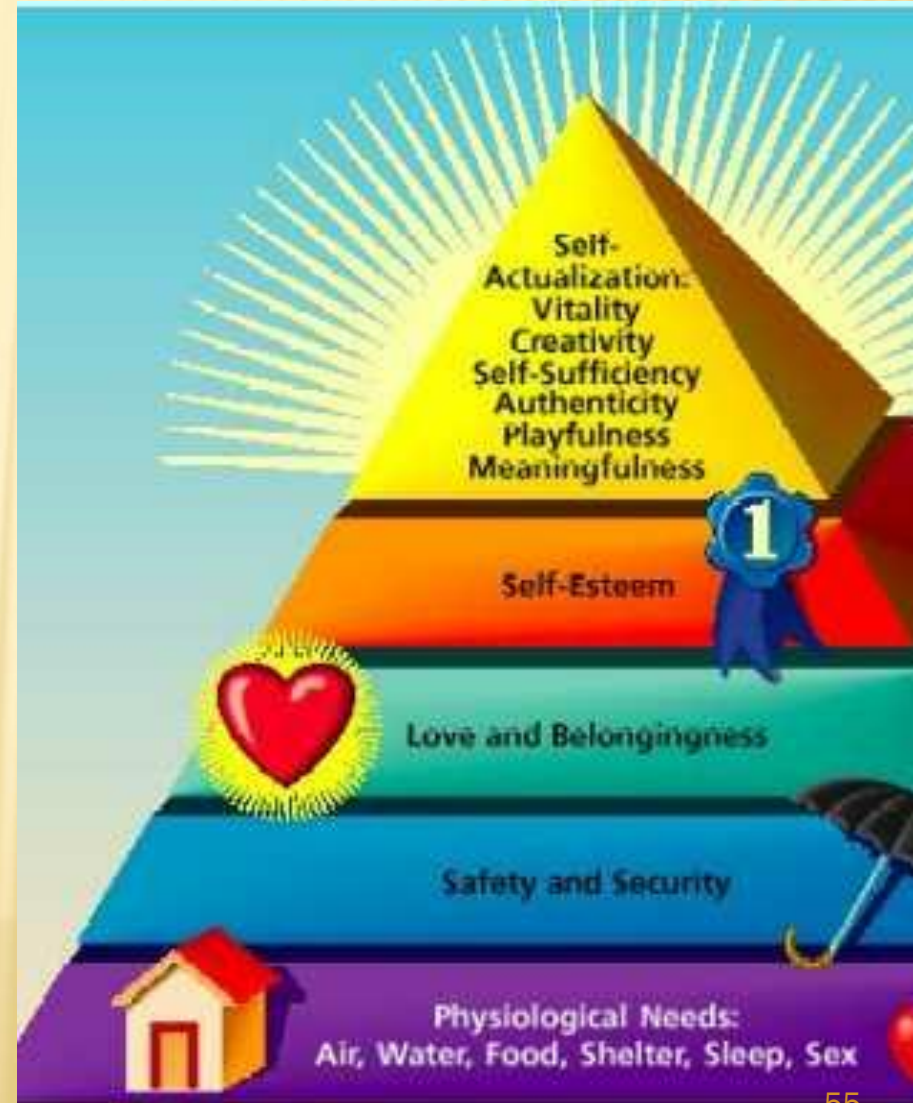 Self-
Actualization:
Vitality
Creativity
Self-Sufficiency
Authenticity
Playfulness
Meaningfulness
1
Self-Esteem
Love and Belongingness
Safety and Security
Physiological Needs:
Air, Water, Food, Shelter, Sleep, Sex
55